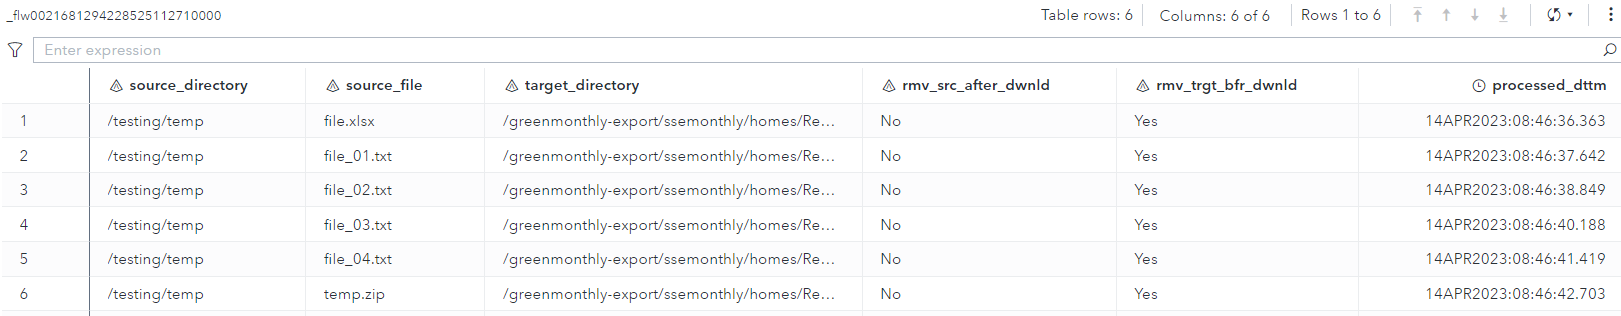 _flw0021681294228525112710000 Table rows: 6 Columns: 6 of 6 Rows 1 to 6
Enter expression
source_directory source_file target_directory rmv_src_after_dwnld rmv_trgt_bfr_dwnld processed_dttm
1 /testing/temp file.xlsx /greenmonthly-export/ssemonthly/homes/Re... No Yes 14APR2023:08:46:36.363
2 /testing/temp file_01.txt /greenmonthly-export/ssemonthly/homes/Re... No Yes 14APR2023:08:46:37.642
3 /testing/temp file_02.txt /greenmonthly-export/ssemonthly/homes/Re... No Yes 14APR2023:08:46:38.849
4 /testing/temp file_03.txt /greenmonthly-export/ssemonthly/homes/Re... No Yes 14APR2023:08:46:40.188
5 /testing/temp file_04.txt /greenmonthly-export/ssemonthly/homes/Re... No Yes 14APR2023:08:46:41.419
6 /testing/temp temp.zip /greenmonthly-export/ssemonthly/homes/Re... No Yes 14APR2023:08:46:42.703